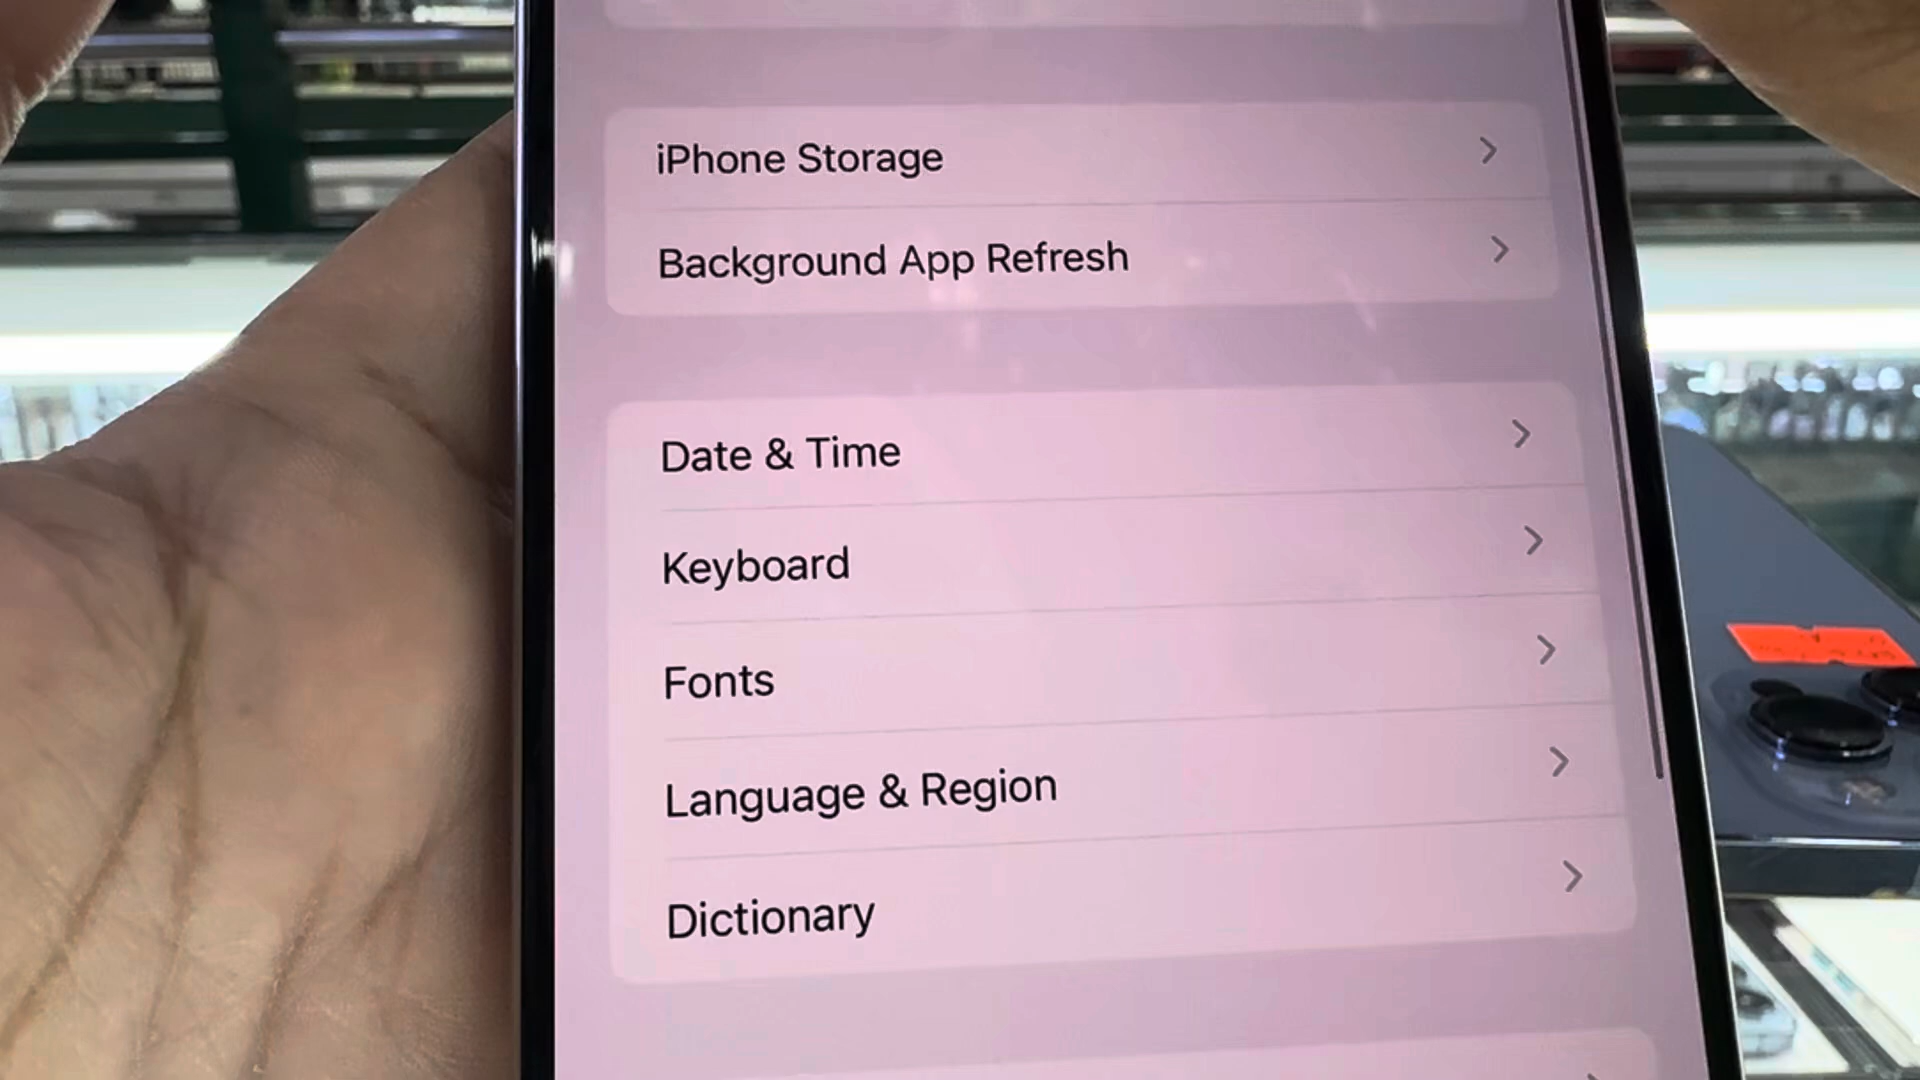 iPhone Storage
Background App Refresh
Date & Time
Keyboard
Fonts
Language & Region
Dictionary